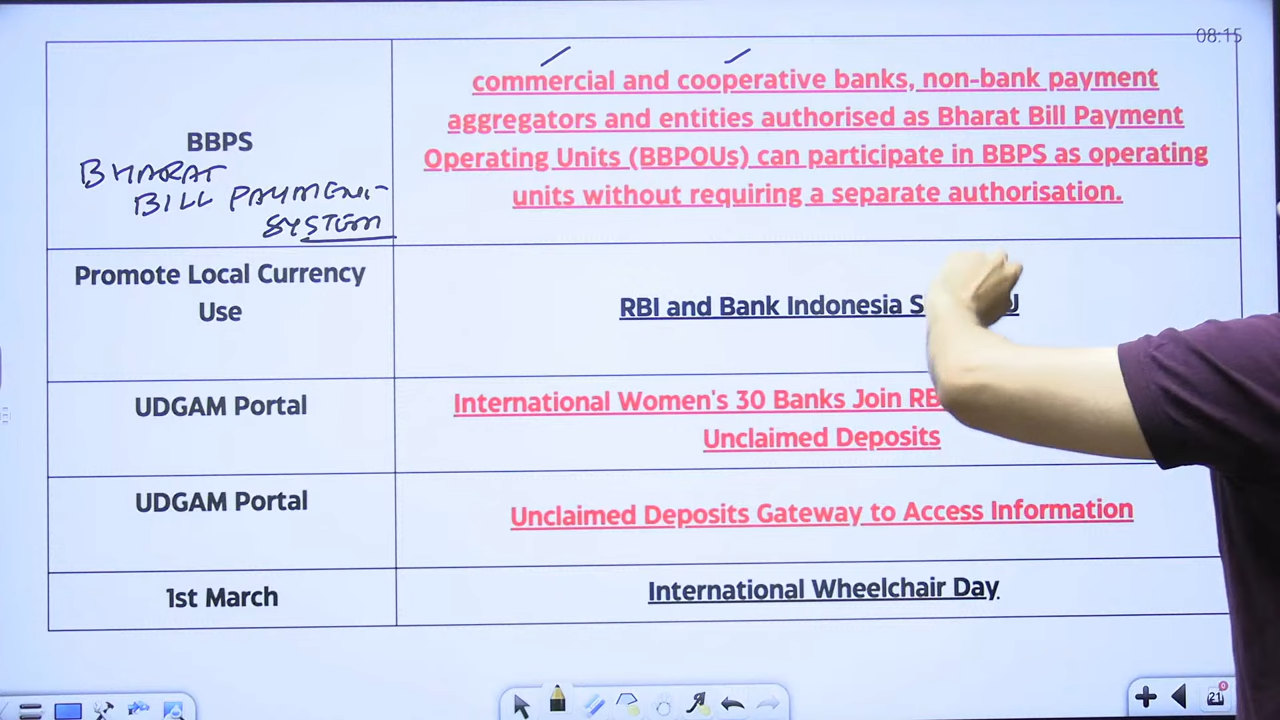 08:15
BBPS
BHARAT
BILL PAYMENT
SYSTEM
commercial and cooperative banks, non-bank payment
aggregators and entities authorised as Bharat Bill Payment
Operating Units (BBPOUs) can participate in BBPS as operating
units without requiring a separate authorisation.
Promote Local Currency
Use
RBI and Bank Indonesia
UDGAM Portal
International Women's 30 Banks Join
Unclaimed Deposits
UDGAM Portal
Unclaimed Deposits Gateway to Access Information
1st March
International Wheelchair Day
21